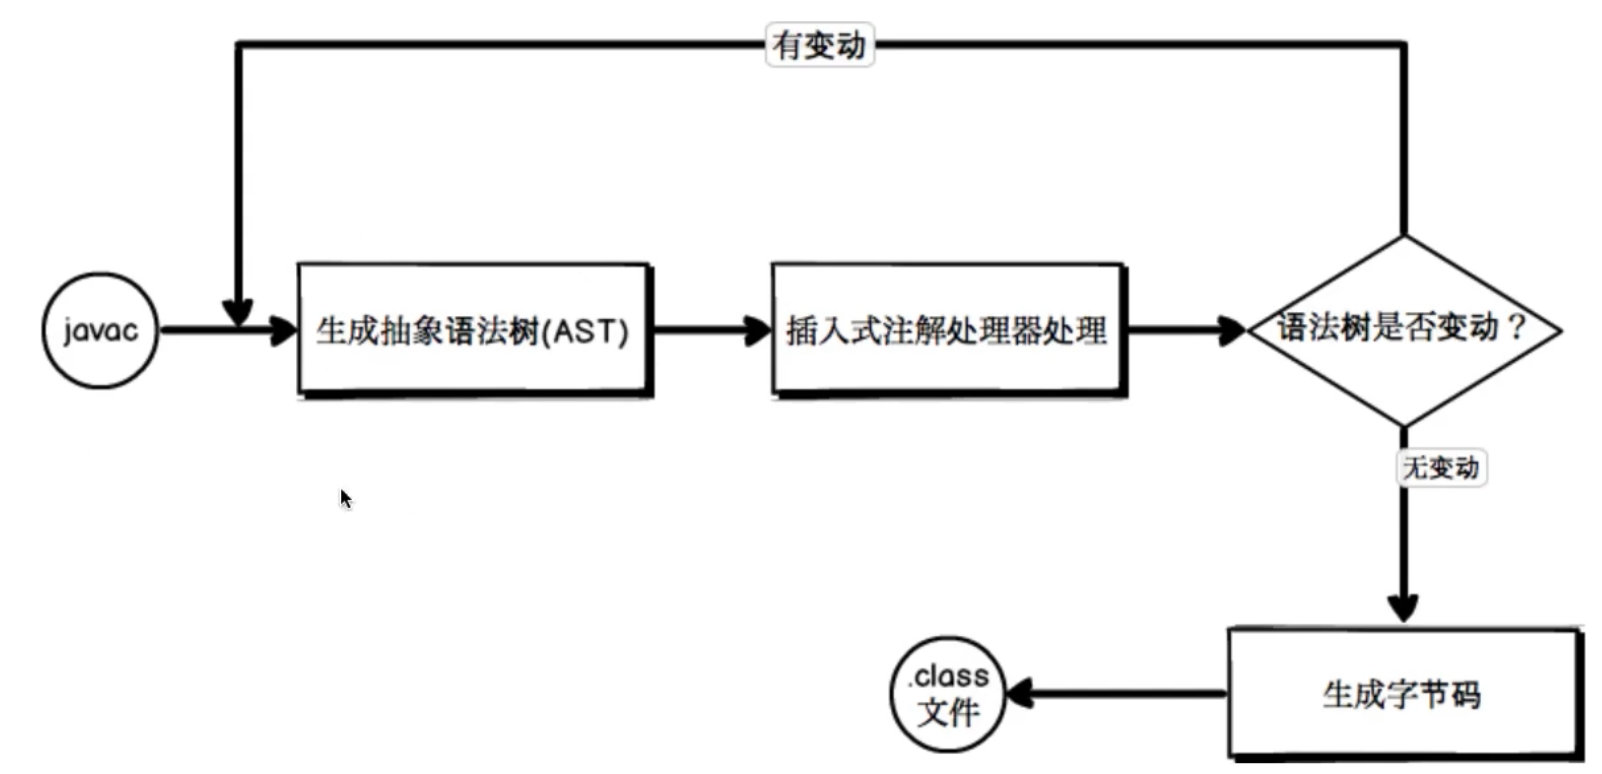 有变动
javac
生成抽象语法树(AST)
插入式注解处理器处理
语法树是否变动？
无变动
生成字节码
.class
文件